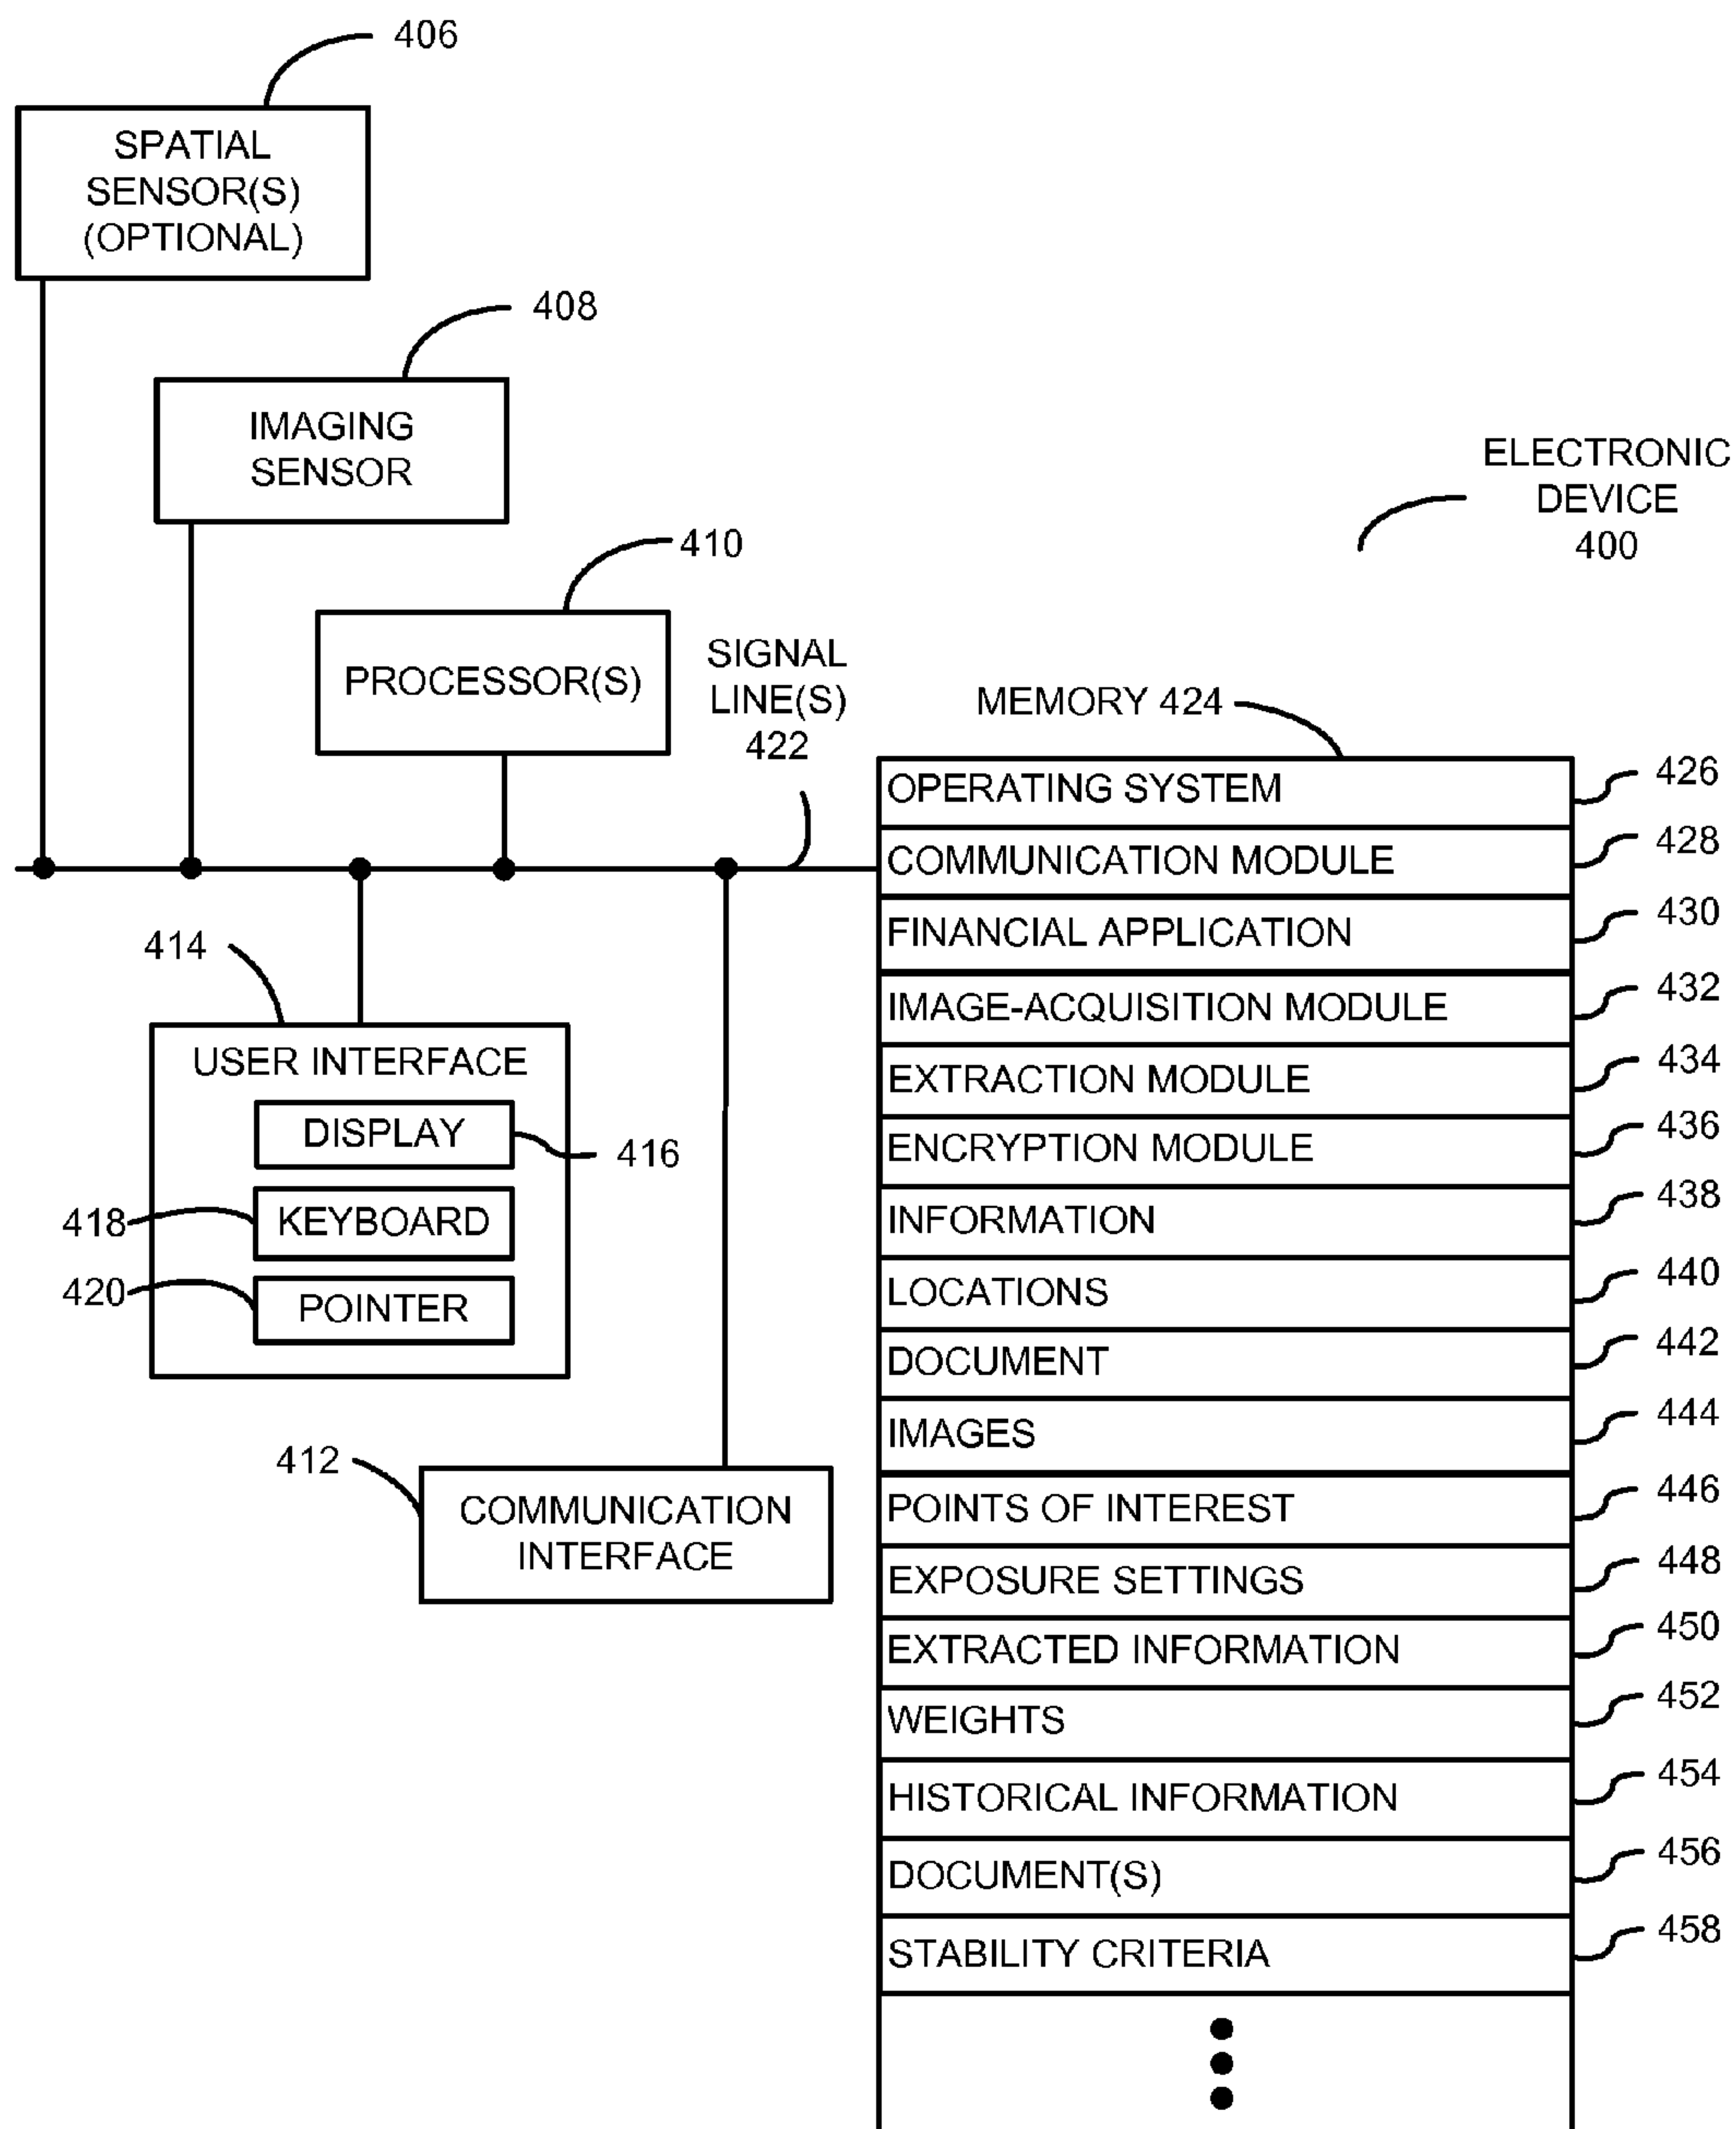 406
SPATIAL
SENSOR(S)
(OPTIONAL)
408
IMAGING
SENSOR
ELECTRONIC
DEVICE
400
410
PROCESSOR(S)
SIGNAL
LINE(S)
422
MEMORY 424
OPERATING SYSTEM
426
COMMUNICATION MODULE
428
FINANCIAL APPLICATION
430
IMAGE-ACQUISITION MODULE
432
EXTRACTION MODULE
434
ENCRYPTION MODULE
436
INFORMATION
438
LOCATIONS
440
DOCUMENT
442
IMAGES
444
POINTS OF INTEREST
446
EXPOSURE SETTINGS
448
EXTRACTED INFORMATION
450
WEIGHTS
452
HISTORICAL INFORMATION
454
DOCUMENT(S)
456
STABILITY CRITERIA
458
414
USER INTERFACE
DISPLAY
416
418
KEYBOARD
420
POINTER
412
COMMUNICATION
INTERFACE